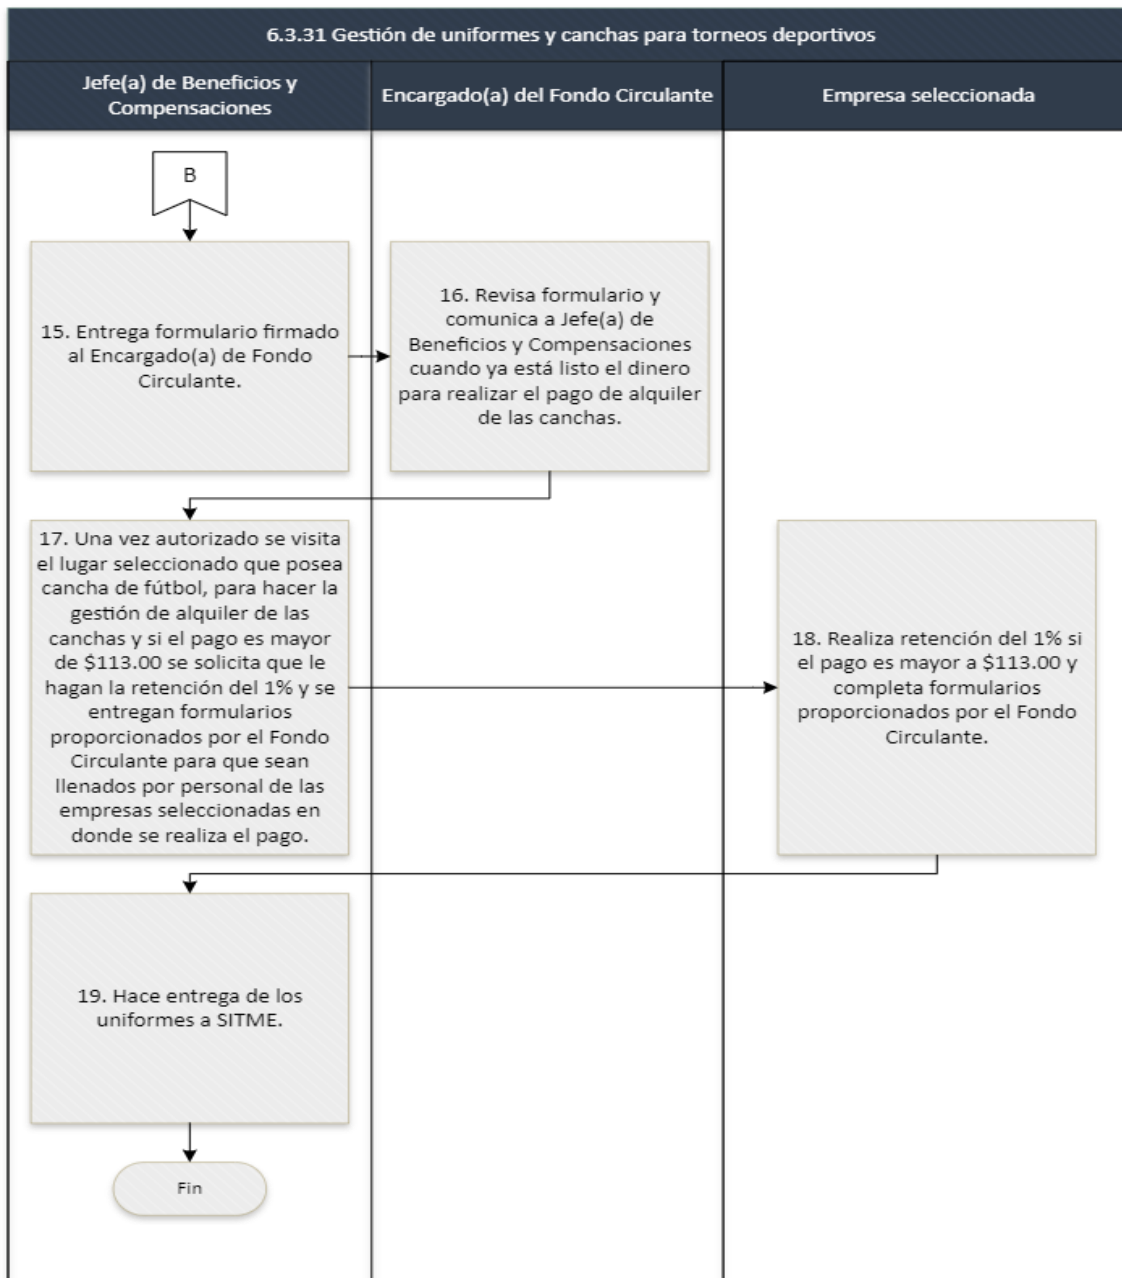 6.3.31 Gestión de uniformes y canchas para torneos deportivos
Jefe(a) de Beneficios y
Compensaciones
Encargado(a) del Fondo Circulante
Empresa seleccionada
B
15. Entrega formulario firmado
al Encargado(a) de Fondo
Circulante.
16. Revisa formulario y
comunica a Jefe(a) de
Beneficios y Compensaciones
cuando ya está listo el dinero
para realizar el pago de alquiler
de las canchas.
17. Una vez autorizado se visita
el lugar seleccionado que posea
cancha de fútbol, para hacer la
gestión de alquiler de las
canchas y si el pago es mayor
de $113.00 se solicita que le
hagan la retención del 1% y se
entregan formularios
proporcionados por el Fondo
Circulante para que sean
llenados por personal de las
empresas seleccionadas en
donde se realiza el pago.
18. Realiza retención del 1% si
el pago es mayor a $113.00 y
completa formularios
proporcionados por el Fondo
Circulante.
19. Hace entrega de los
uniformes a SITME.
Fin